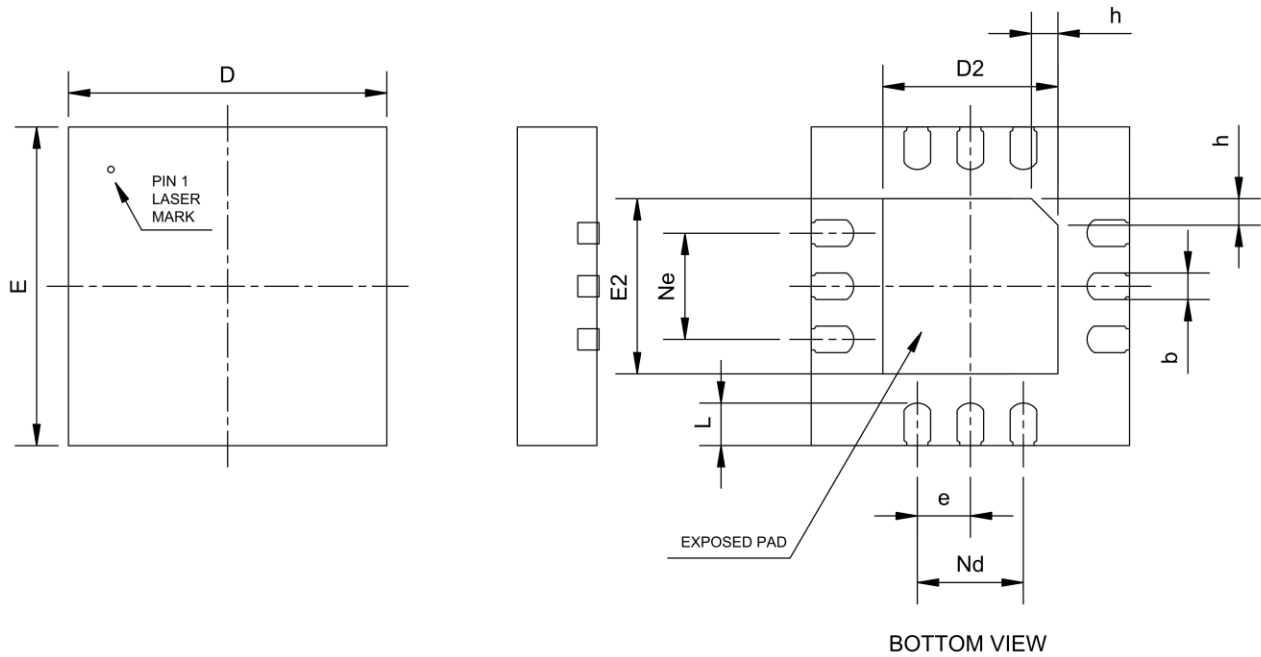 h
D
D2
h
PIN 1
LASER
MARK
E
E2
Ne
b
L
e
EXPOSED PAD
Nd
BOTTOM VIEW